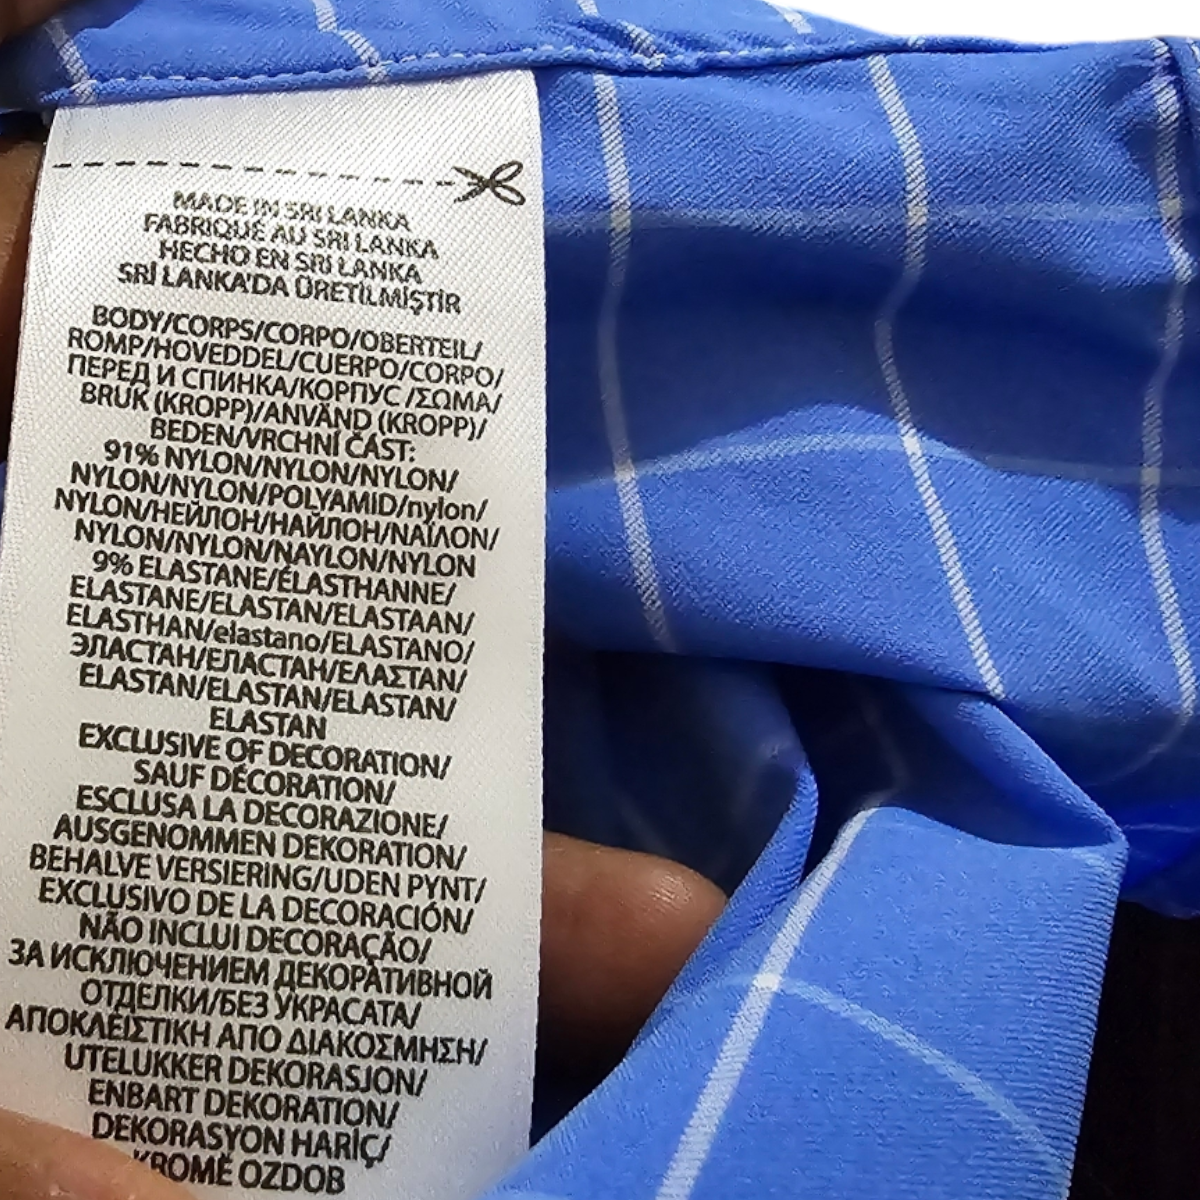 MADE IN SRI LANKA
FABRIQUE AU SRI LANKA
HECHO EN SRI LANKA
SRİ LANKA'DA ÜRETİLMİŞTİR
BODY/CORPS/CORPO/OBERTEIL/
ROMP/HOVEDDEL/CUERPO/CORPO/
ПЕРЕД И СПИНКА/КОРПУС /ΣΩΜΑ/
BRUK (KROPP)/ANVÄND (KROPP)/
BEDEN/VRCHNÍ ČÁST:
91% NYLON/NYLON/NYLON/
NYLON/NYLON/POLYAMID/nylon/
NYLON/НЕЙЛОН/НАЙЛОН/ΝΑΪΛΟΝ/
NYLON/NYLON/NAYLON/NYLON
9% ELASTANE/ÉLASTHANNE/
ELASTANE/ELASTAN/ELASTAAN/
ELASTHAN/elastano/ELASTANO/
ЭЛАСТАН/ЕЛАСТАН/ΕΛΑΣΤΑΝ/
ELASTAN/ELASTAN/ELASTAN/
ELASTAN
EXCLUSIVE OF DECORATION/
SAUF DÉCORATION/
ESCLUSA LA DECORAZIONE/
AUSGENOMMEN DEKORATION/
BEHALVE VERSIERING/UDEN PYNT/
EXCLUSIVO DE LA DECORACIÓN/
NÃO INCLUI DECORAÇÃO/
ЗА ИСКЛЮЧЕНИЕМ ДЕКОРАТИВНОЙ
ОТДЕЛКИ/БЕЗ УКРАСАТА/
ΑΠΟΚΛΕΙΣΤΙΚΗ ΑΠΟ ΔΙΑΚΟΣΜΗΣΗ/
UTELUKKER DEKORASJON/
ENBART DEKORATION/
DEKORASYON HARİÇ/
KROMĚ OZDOB